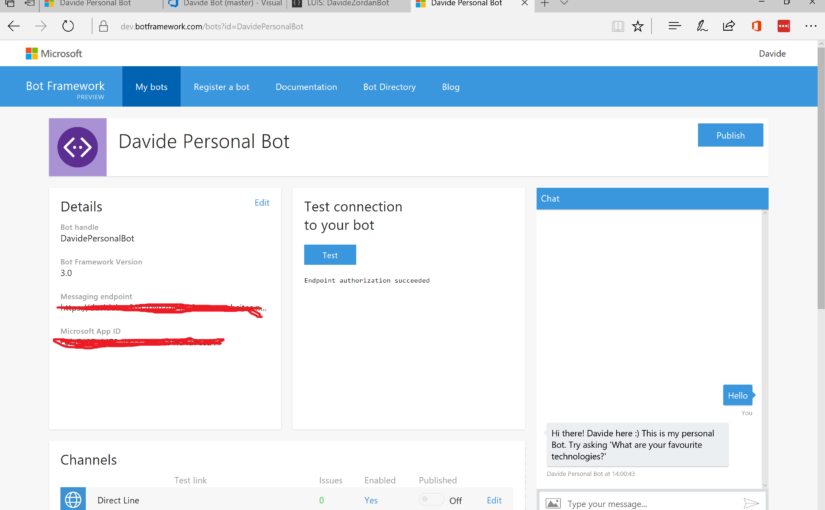 Davide Personal Bot
Davide Bot (master) - Visual
LUIS: DavideZordanBot
Davide Personal Bot
dev.botframework.com/bots?id=DavidePersonalBot
Microsoft
Davide
Bot Framework
PREVIEW
My bots
Register a bot
Documentation
Bot Directory
Blog
Davide Personal Bot
Publish
Details
Edit
Bot handle
DavidePersonalBot
Bot Framework Version
3.0
Messaging endpoint
Microsoft App ID
Test connection
to your bot
Test
Endpoint authorization succeeded
Chat
Hello
You
Hi there! Davide here :) This is my personal
Bot. Try asking 'What are your favourite
technologies?'
Davide Personal Bot at 14:00:43
Type your message...
Channels
Test link
Issues
Enabled
Published
Direct Line
0
Yes
Off
Edit